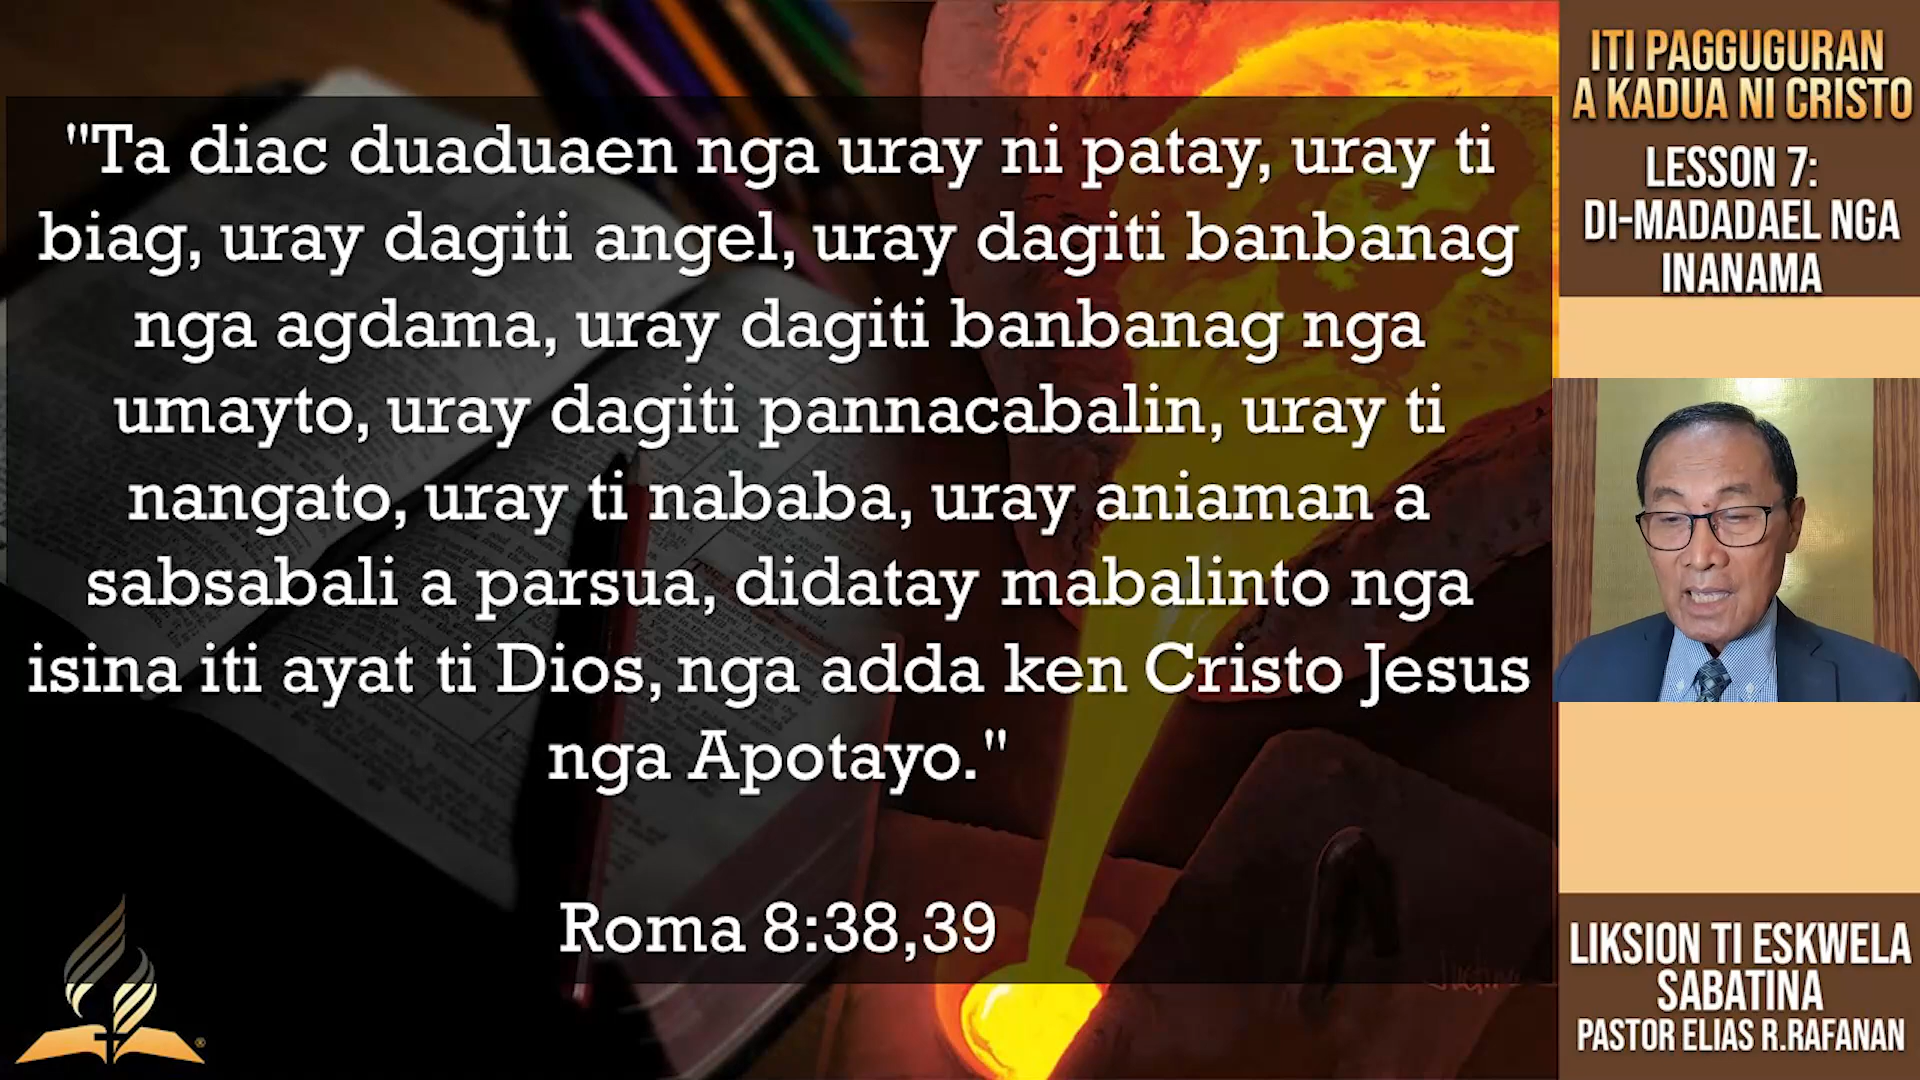 "Ta diac duaduaen nga uray ni patay, uray ti
biag, uray dagiti angel, uray dagiti banbanag
nga agdama, uray dagiti banbanag nga
umayto, uray dagiti pannacabalin, uray ti
nangato, uray ti nababa, uray aniaman a
sabsabali a parsua, didatay mabalinto nga
isina iti ayat ti Dios, nga adda ken Cristo Jesus
nga Apotayo."
Roma 8:38,39
ITI PAGGUGURAN
A KADUA NI CRISTO
LESSON 7:
DI-MADADAEL NGA
INANAMA
LIKSION TI ESKWELA
SABATINA
PASTOR ELIAS R.RAFANAN